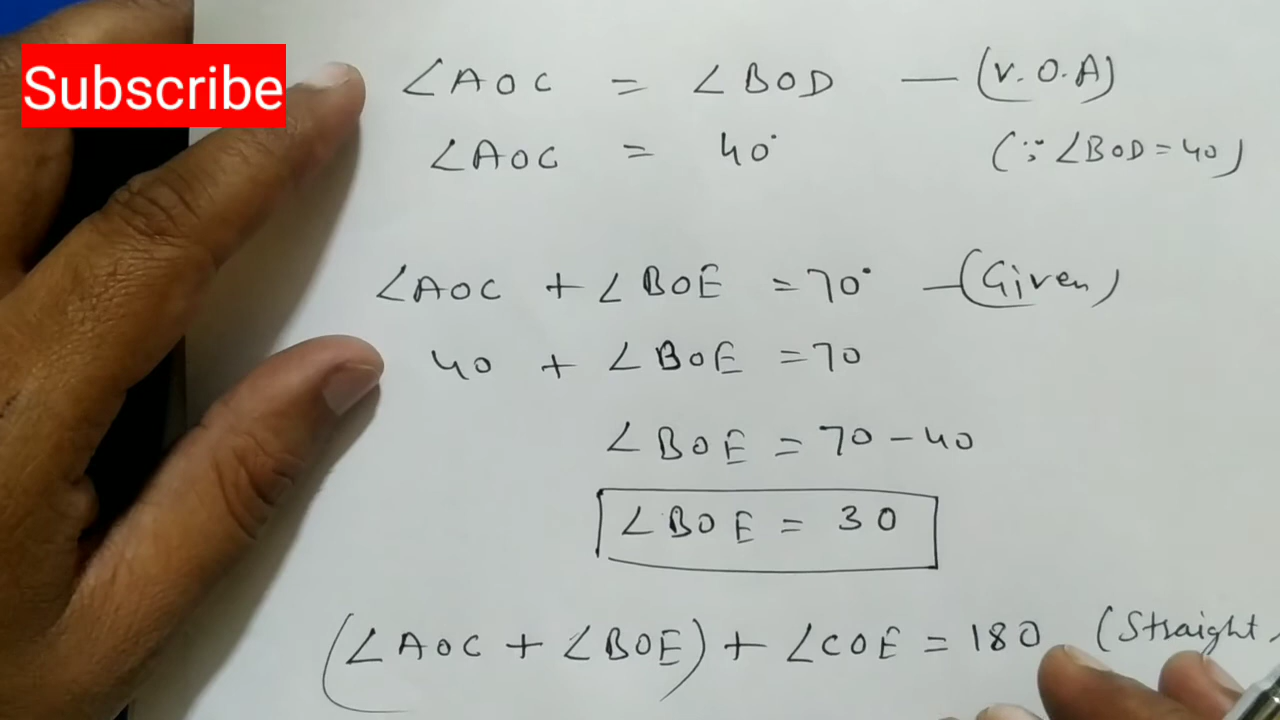 Subscribe
∠AOC = ∠BOD — (V.O.A)
∠AOC = 40° (∵ ∠BOD = 40)
∠AOC + ∠BOE = 70° — (Given)
40 + ∠BOE = 70
∠BOE = 70 - 40
∠BOE = 30
(∠AOC + ∠BOE) + ∠COE = 180 (Straight